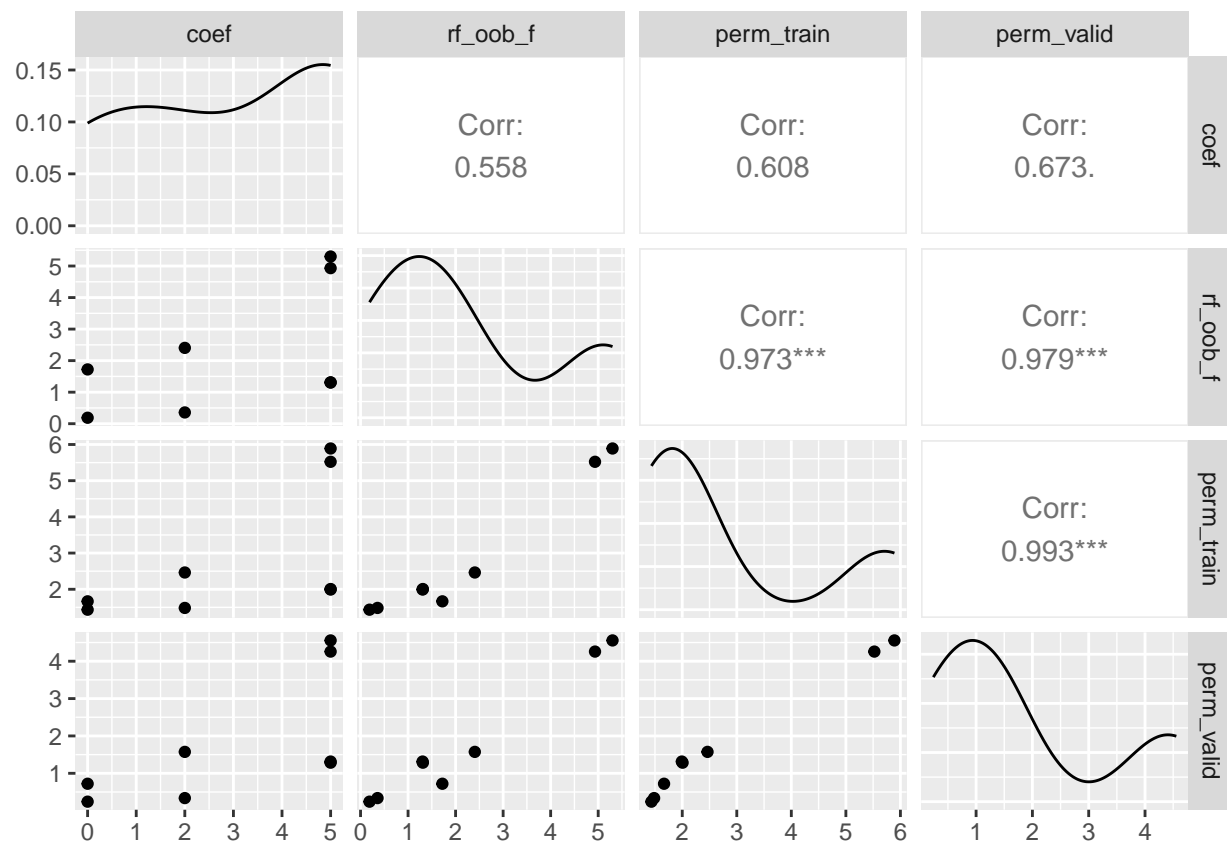 coef rf_oob_f perm_train perm_valid
0.15
0.10
0.05
0.00
Corr:
0.558
Corr:
0.608
Corr:
0.673.
coef
5
4
3
2
1
0
Corr:
0.973***
Corr:
0.979***
rf_oob_f
6
5
4
3
2
Corr:
0.993***
perm_train
4
3
2
1
perm_valid
0 1 2 3 4 5
0 1 2 3 4 5
2 3 4 5 6
1 2 3 4